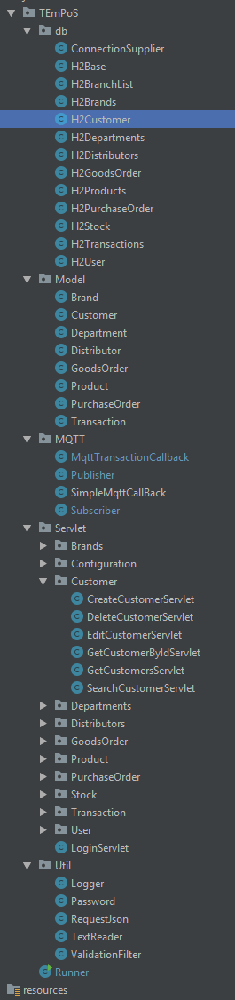 TEmPoS
db
ConnectionSupplier
H2Base
H2BranchList
H2Brands
H2Customer
H2Departments
H2Distributors
H2GoodsOrder
H2Products
H2PurchaseOrder
H2Stock
H2Transactions
H2User
Model
Brand
Customer
Department
Distributor
GoodsOrder
Product
PurchaseOrder
Transaction
MQTT
MqttTransactionCallback
Publisher
SimpleMqttCallBack
Subscriber
Servlet
Brands
Configuration
Customer
CreateCustomerServlet
DeleteCustomerServlet
EditCustomerServlet
GetCustomerByIdServlet
GetCustomersServlet
SearchCustomerServlet
Departments
Distributors
GoodsOrder
Product
PurchaseOrder
Stock
Transaction
User
LoginServlet
Util
Logger
Password
RequestJson
TextReader
ValidationFilter
Runner
resources